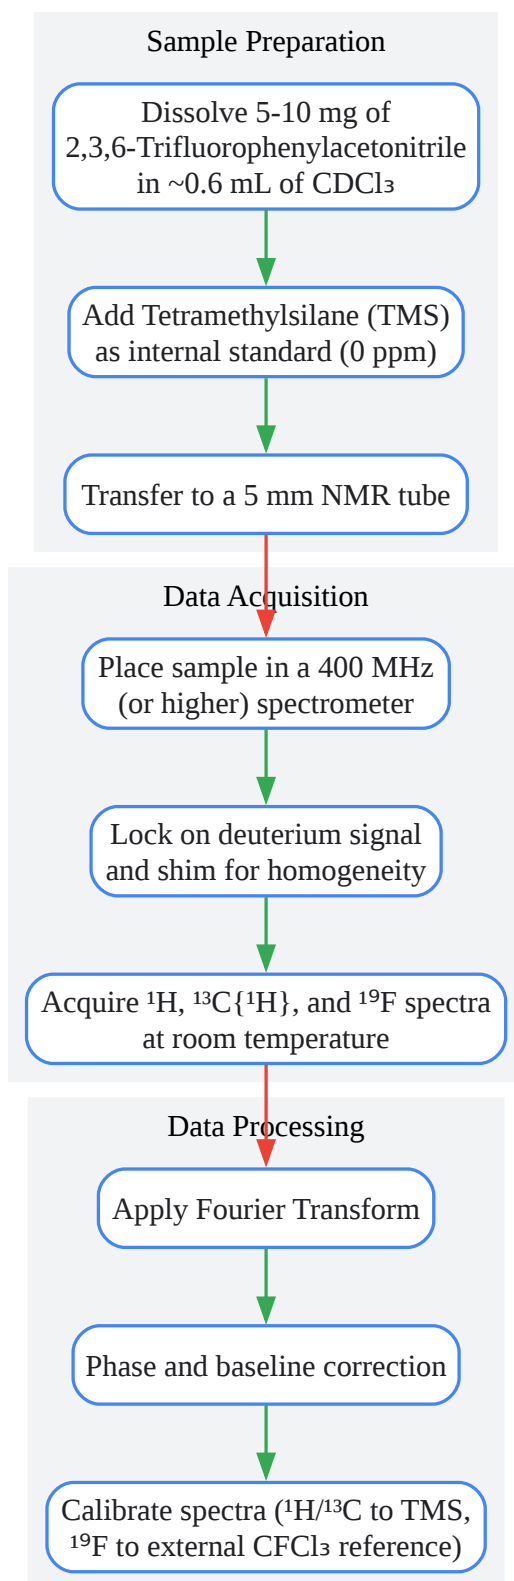 Sample Preparation
Dissolve 5-10 mg of
2,3,6-Trifluorophenylacetonitrile
in ~0.6 mL of CDCl₃
Add Tetramethylsilane (TMS)
as internal standard (0 ppm)
Transfer to a 5 mm NMR tube
Data Acquisition
Place sample in a 400 MHz
(or higher) spectrometer
Lock on deuterium signal
and shim for homogeneity
Acquire ¹H, ¹³C{¹H}, and ¹⁹F spectra
at room temperature
Data Processing
Apply Fourier Transform
Phase and baseline correction
Calibrate spectra (¹H/¹³C to TMS,
¹⁹F to external CFCl₃ reference)